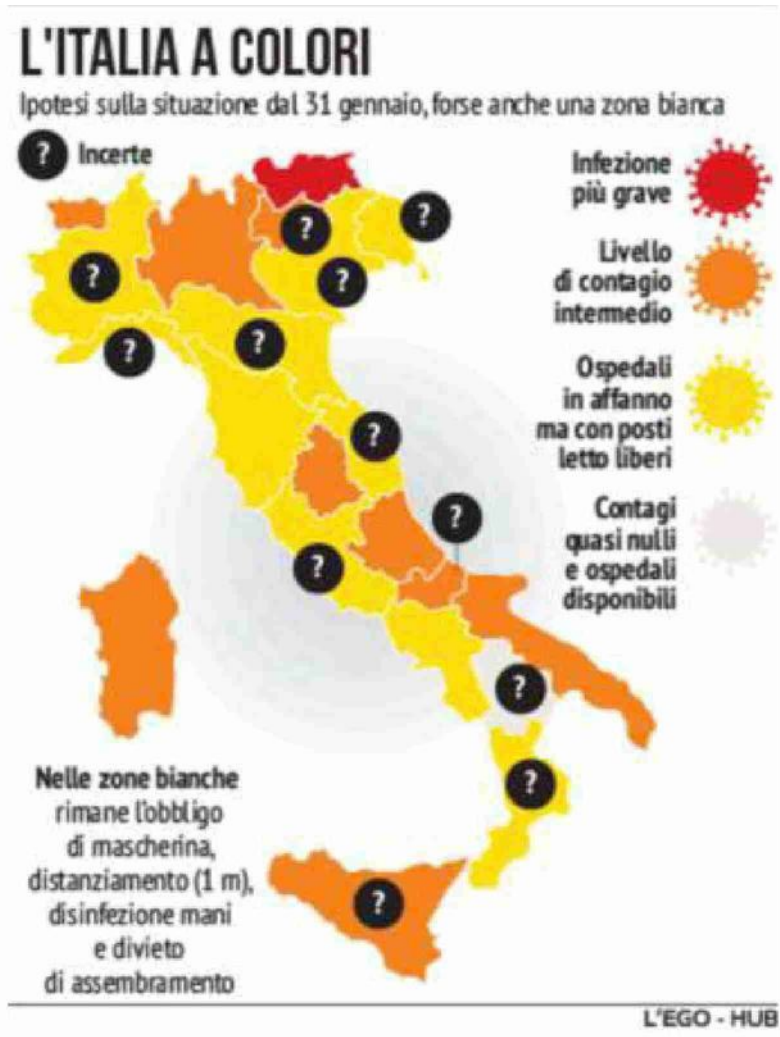 L'ITALIA A COLORI
Ipotesi sulla situazione dal 31 gennaio, forse anche una zona bianca
? Incerte
Infezione
più grave
Livello
di contagio
intermedio
Ospedali
in affanno
ma con posti
letto liberi
Contagi
quasi nulli
e ospedali
disponibili
?
?
?
?
?
?
?
?
?
?
?
?
Nelle zone bianche
rimane l'obbligo
di mascherina,
distanziamento (1 m),
disinfezione mani
e divieto
di assembramento
L'EGO - HUB